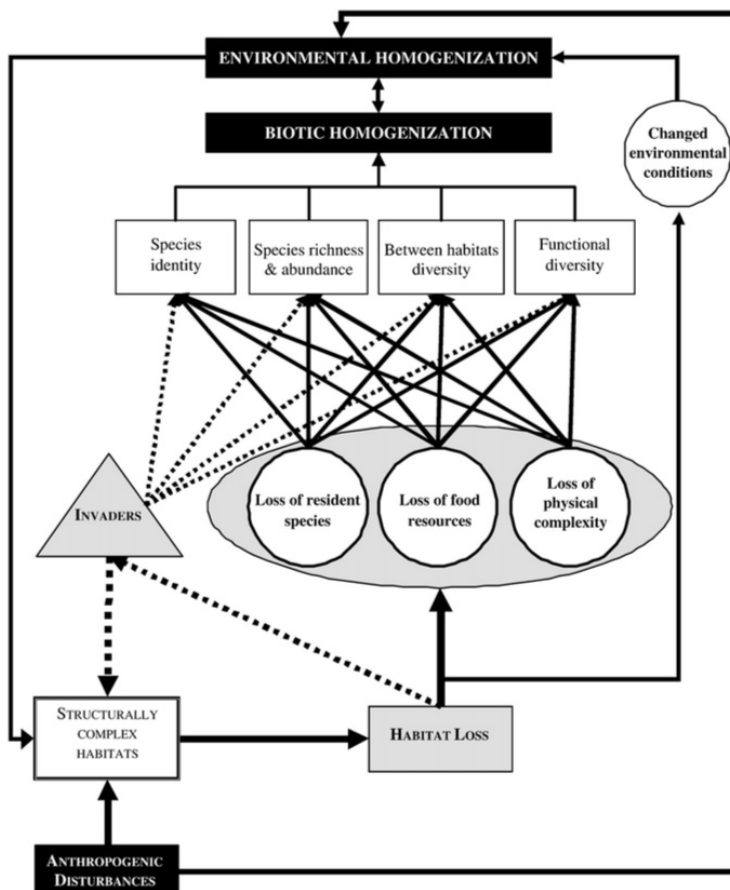 ENVIRONMENTAL HOMOGENIZATION
BIOTIC HOMOGENIZATION
Changed
environmental
conditions
Species
identity
Species richness
& abundance
Between habitats
diversity
Functional
diversity
INVADERS
Loss of resident
species
Loss of food
resources
Loss of
physical
complexity
STRUCTURALLY
COMPLEX
HABITATS
HABITAT LOSS
ANTHROPOGENIC
DISTURBANCES